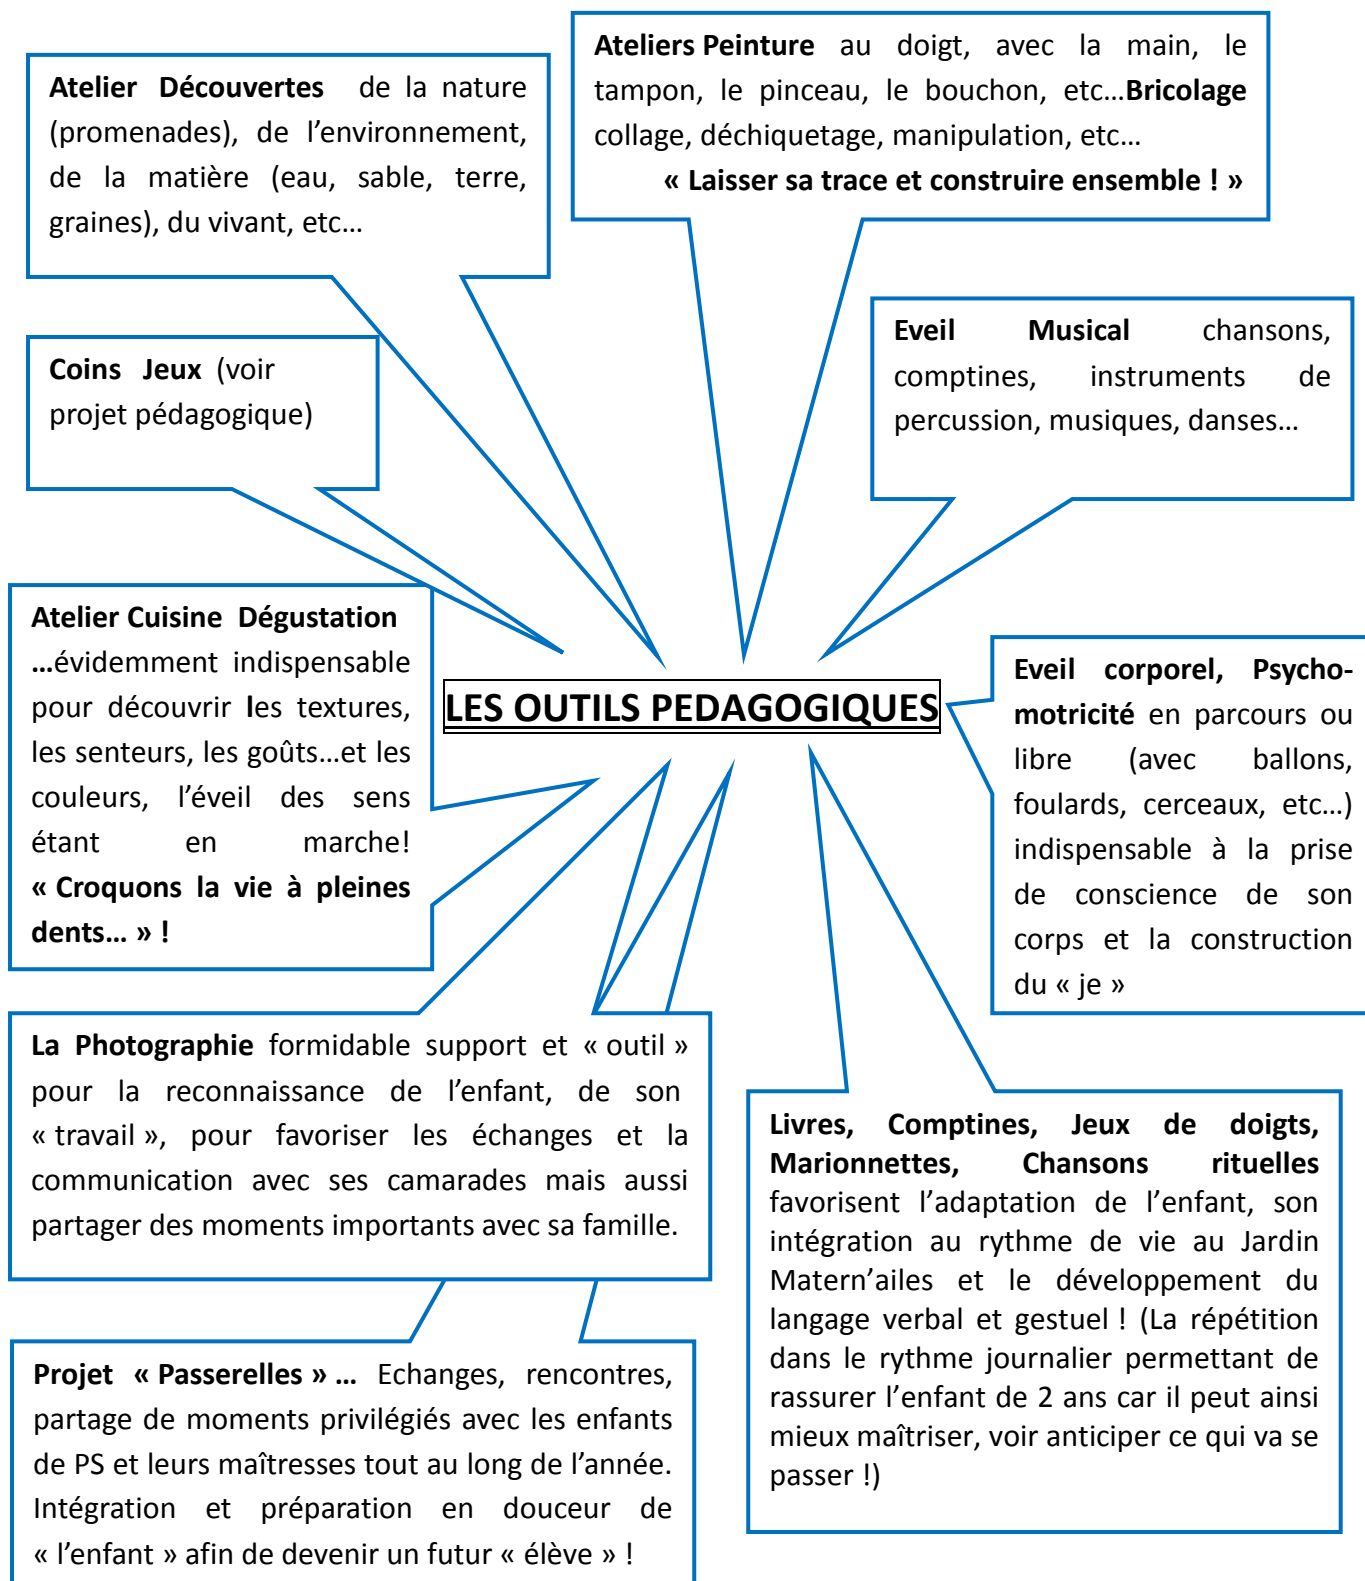 Atelier Découvertes de la nature
(promenades), de l’environnement,
de la matière (eau, sable, terre,
graines), du vivant, etc…
Ateliers Peinture au doigt, avec la main, le
tampon, le pinceau, le bouchon, etc…Bricolage
collage, déchiquetage, manipulation, etc…
« Laisser sa trace et construire ensemble ! »
Coins Jeux (voir
projet pédagogique)
Eveil Musical chansons,
comptines, instruments de
percussion, musiques, danses…
Atelier Cuisine Dégustation
…évidemment indispensable
pour découvrir les textures,
les senteurs, les goûts…et les
couleurs, l’éveil des sens
étant en marche!
« Croquons la vie à pleines
dents… » !
LES OUTILS PEDAGOGIQUES
Eveil corporel, Psycho-
motricité en parcours ou
libre (avec ballons,
foulards, cerceaux, etc…)
indispensable à la prise
de conscience de son
corps et la construction
du « je »
La Photographie formidable support et « outil »
pour la reconnaissance de l’enfant, de son
« travail », pour favoriser les échanges et la
communication avec ses camarades mais aussi
partager des moments importants avec sa famille.
Livres, Comptines, Jeux de doigts,
Marionnettes, Chansons rituelles
favorisent l’adaptation de l’enfant, son
intégration au rythme de vie au Jardin
Matern’ailes et le développement du
langage verbal et gestuel ! (La répétition
dans le rythme journalier permettant de
rassurer l’enfant de 2 ans car il peut ainsi
mieux maîtriser, voir anticiper ce qui va se
passer !)
Projet « Passerelles » … Echanges, rencontres,
partage de moments privilégiés avec les enfants
de PS et leurs maîtresses tout au long de l’année.
Intégration et préparation en douceur de
« l’enfant » afin de devenir un futur « élève » !